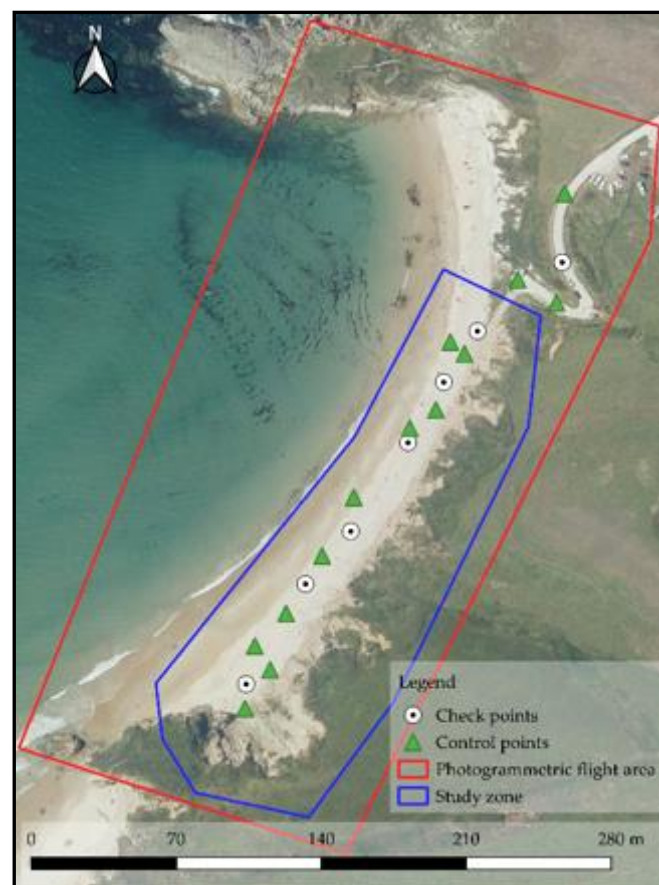 N
Legend
Check points
Control points
Photogrammetric flight area
Study zone
0 70 140 210 280 m